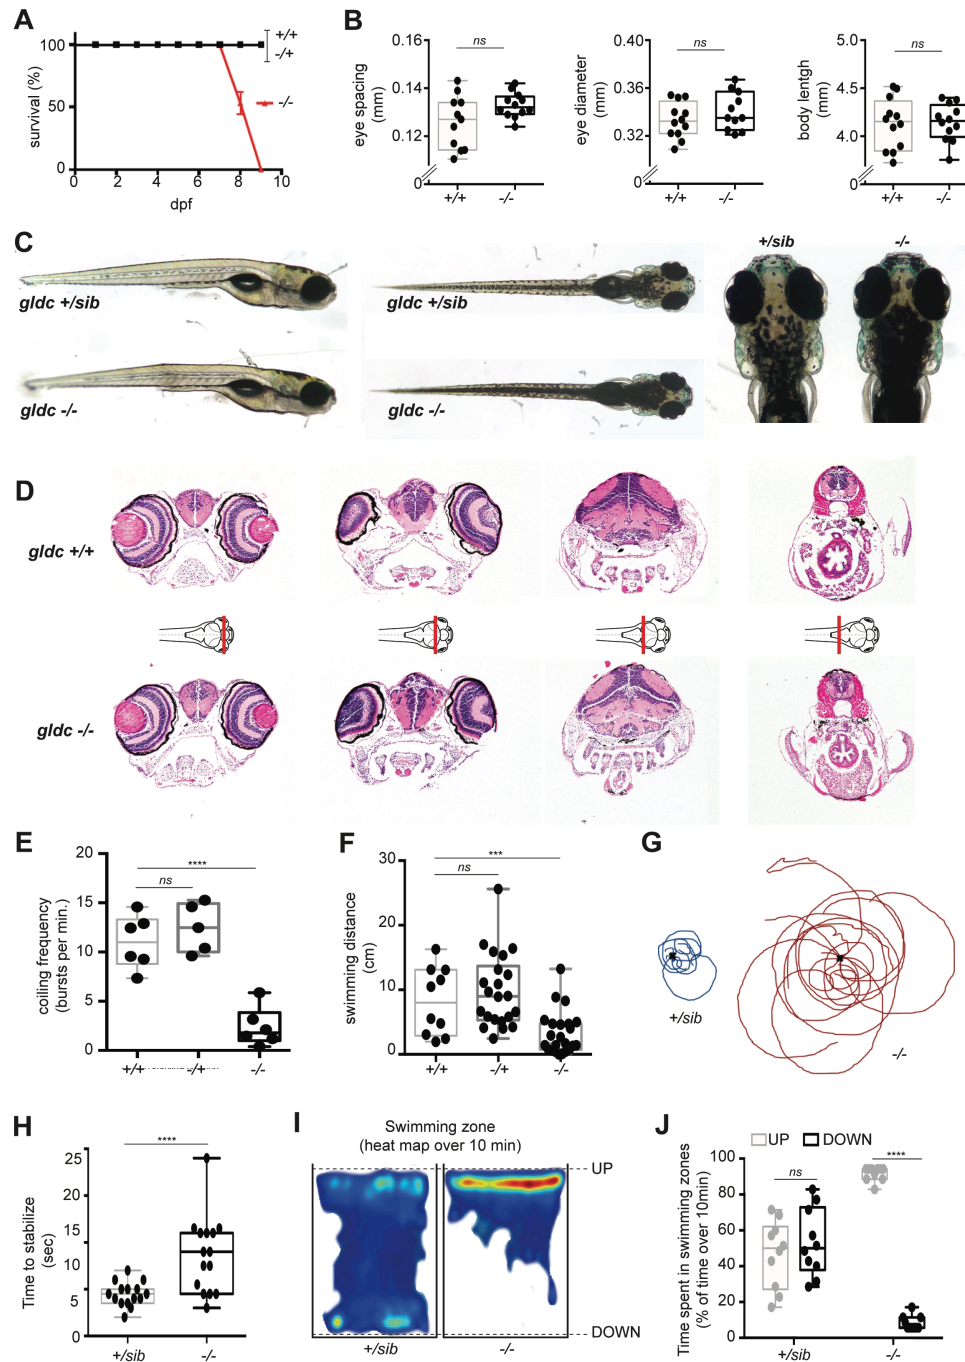 A
survival (%)
100
50
0
0 2 4 6 8 10
dpf
+/+
-/+
-/-
B
eye spacing
(mm)
0.16
0.12
0
ns
+/+ -/-
eye diameter
(mm)
0.40
0.36
0.32
0
ns
+/+ -/-
body lentgh
(mm)
5.0
4.5
4.0
0
ns
+/+ -/-
C
gldc +/sib
gldc -/-
gldc +/sib
gldc -/-
+/sib -/-
D
gldc +/+
gldc -/-
E
coiling frequency
(bursts per min.)
20
15
10
5
0
****
ns
+/+ -/+ -/-
F
swimming distance
(cm)
30
20
10
0
***
ns
+/+ -/+ -/-
G
+/sib
-/-
H
Time to stabilize
(sec)
25
20
15
10
5
0
****
+/sib -/-
I
Swimming zone
(heat map over 10 min)
UP
DOWN
+/sib -/-
J
UP DOWN
Time spent in swimming zones
(% of time over 10min)
100
80
60
40
20
0
ns
****
+/sib -/-